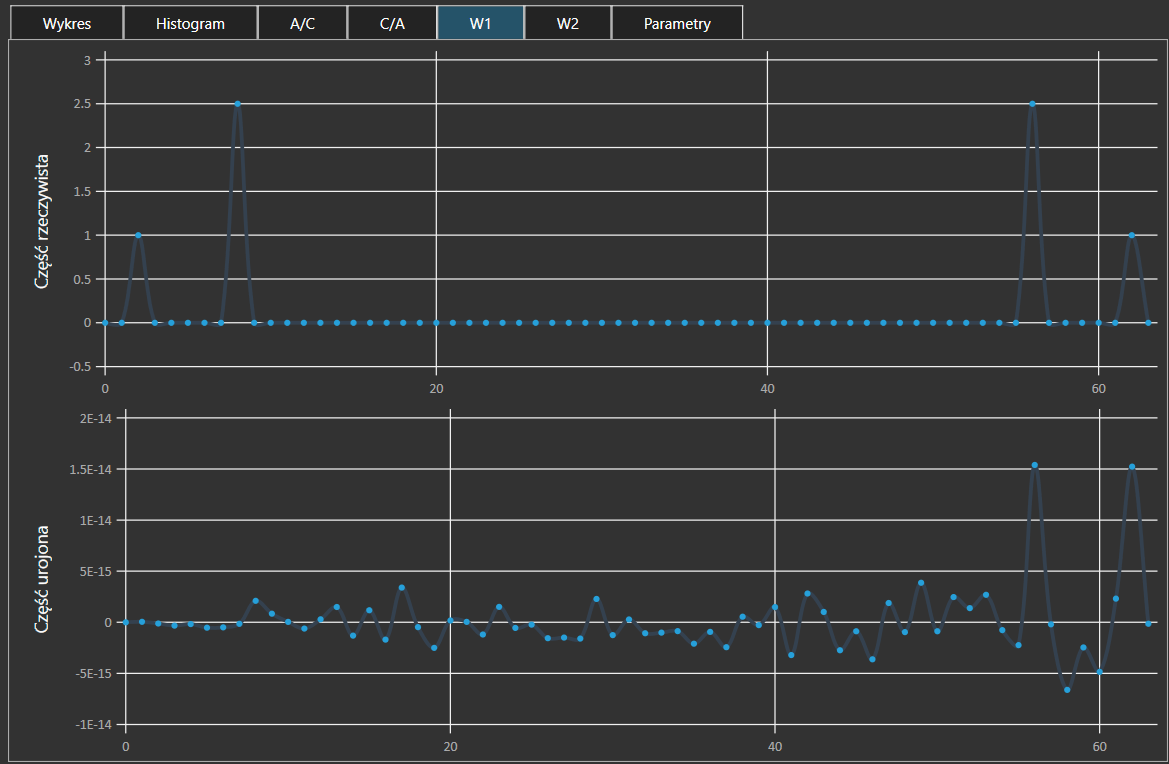 Wykres Histogram A/C C/A W1 W2 Parametry
3
2.5
2
1.5
1
0.5
0
-0.5
Część rzeczywista
0 20 40 60
2E-14
1.5E-14
1E-14
5E-15
0
-5E-15
-1E-14
Część urojona
0 20 40 60